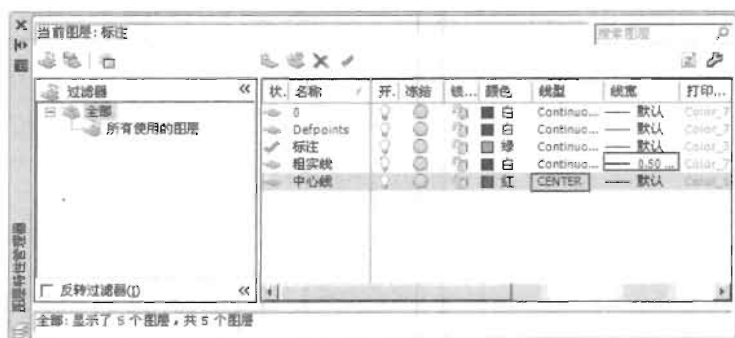 当前图层:标注
搜索图层
过滤器 «
全部
所有使用的图层
反转过滤器(I) «
状. 名称 开. 冻结 锁... 颜色 线型 线宽 打印...
0 白 Continuo... 默认 Color_7
Defpoints 白 Continuo... 默认 Color_7
标注 绿 Continuo... 默认 Color_3
粗实线 白 Continuo... 0.50 ... Color_7
中心线 红 CENTER 默认
全部:显示了 5 个图层，共 5 个图层
图层特性管理器